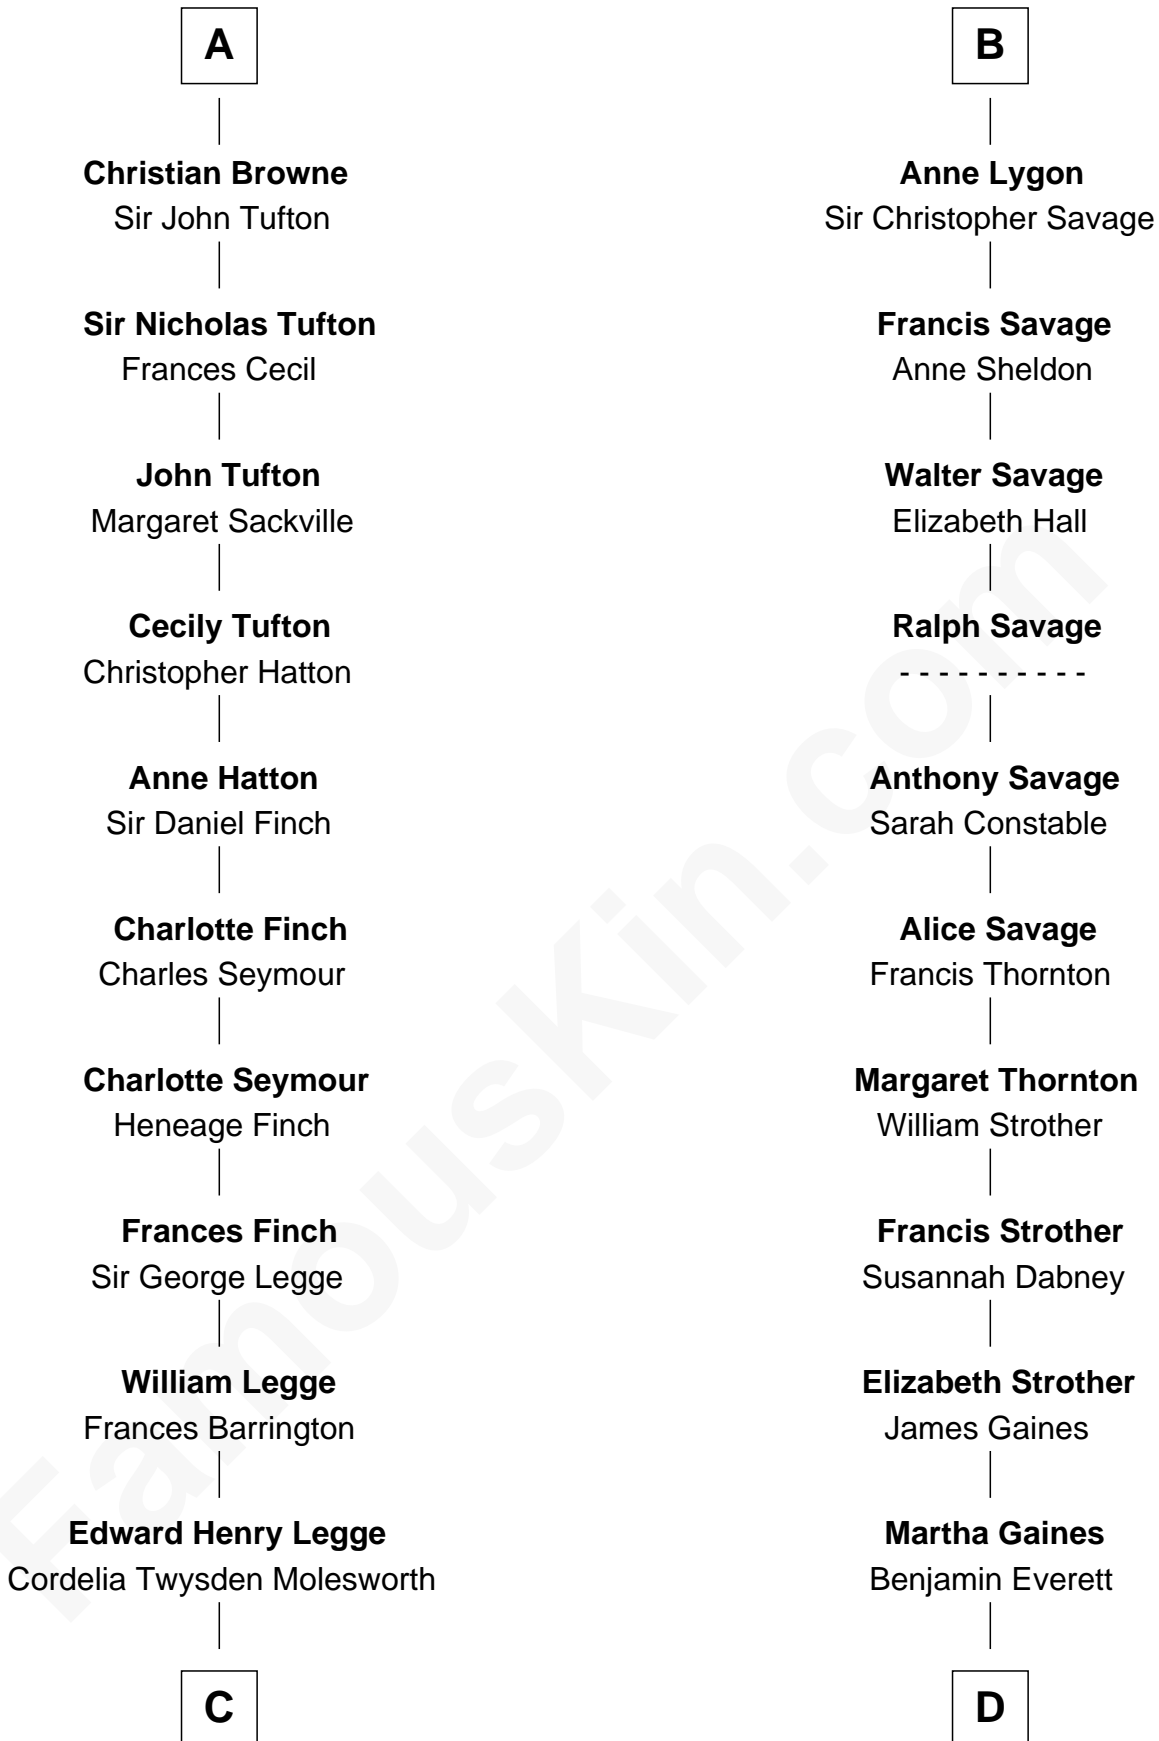 A
Christian Browne
Sir John Tufton
Sir Nicholas Tufton
Frances Cecil
John Tufton
Margaret Sackville
Cecily Tufton
Christopher Hatton
Anne Hatton
Sir Daniel Finch
Charlotte Finch
Charles Seymour
Charlotte Seymour
Heneage Finch
Frances Finch
Sir George Legge
William Legge
Frances Barrington
Edward Henry Legge
Cordelia Twysden Molesworth
C
B
Anne Lygon
Sir Christopher Savage
Francis Savage
Anne Sheldon
Walter Savage
Elizabeth Hall
Ralph Savage
- - - - - - - - - -
Anthony Savage
Sarah Constable
Alice Savage
Francis Thornton
Margaret Thornton
William Strother
Francis Strother
Susannah Dabney
Elizabeth Strother
James Gaines
Martha Gaines
Benjamin Everett
D
FamousKin.com